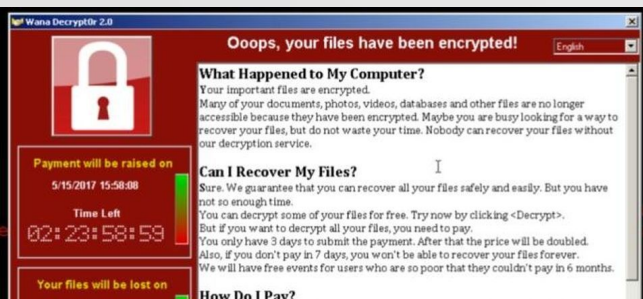 Wana Decrypt0r 2.0
Ooops, your files have been encrypted!
English
What Happened to My Computer?
Your important files are encrypted.
Many of your documents, photos, videos, databases and other files are no longer
accessible because they have been encrypted. Maybe you are busy looking for a way to
recover your files, but do not waste your time. Nobody can recover your files without
our decryption service.
Payment will be raised on
5/15/2017 15:58:08
Time Left
02:23:58:59
Can I Recover My Files?
Sure. We guarantee that you can recover all your files safely and easily. But you have
not so enough time.
You can decrypt some of your files for free. Try now by clicking <Decrypt>.
But if you want to decrypt all your files, you need to pay.
You only have 3 days to submit the payment. After that the price will be doubled.
Also, if you don't pay in 7 days, you won't be able to recover your files forever.
We will have free events for users who are so poor that they couldn't pay in 6 months.
Your files will be lost on
How Do I Pay?